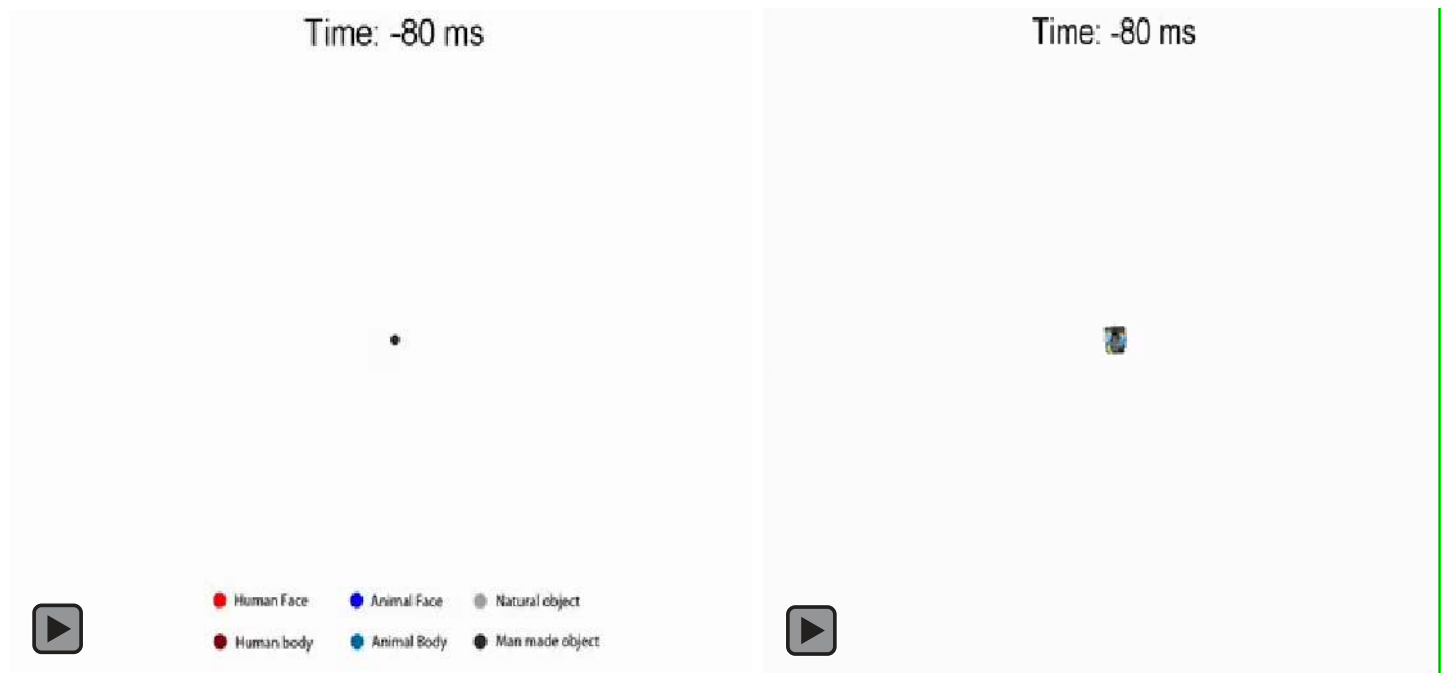 Time: -80 ms
Time: -80 ms
Human Face
Animal Face
Natural object
Human body
Animal Body
Man made object